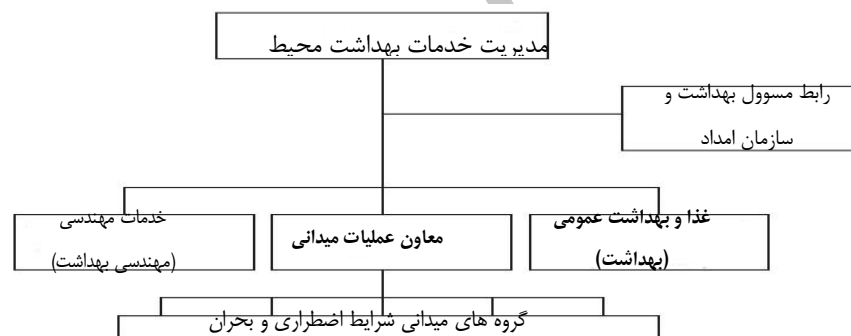 مدیریت خدمات بهداشت محیط
رابط مسوول بهداشت و
سازمان امداد
غذا و بهداشت عمومی
(بهداشت)
معاون عملیات میدانی
خدمات مهندسی
(مهندسی بهداشت)
گروه های میدانی شرایط اضطراری و بحران